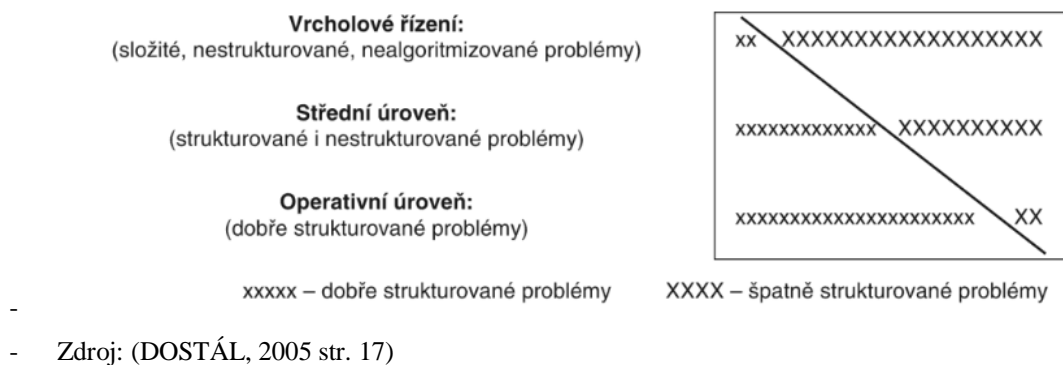 Vrcholové řízení:
(složité, nestrukturované, nealgoritmizované problémy)
xx XXXXXXXXXXXXXXXXXX
Střední úroveň:
(strukturované i nestrukturované problémy)
xxxxxxxxxxxxx XXXXXXXXXX
Operativní úroveň:
(dobře strukturované problémy)
xxxxxxxxxxxxxxxxxxxxxx XX
xxxxx – dobře strukturované problémy XXXX – špatně strukturované problémy
-
- Zdroj: (DOSTÁL, 2005 str. 17)